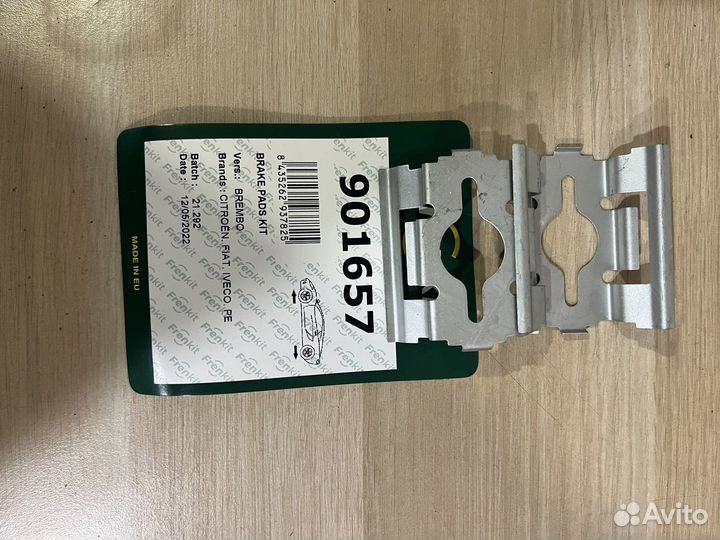 901657
8 435262 937825
BRAKE PADS KIT
Vers.: BREMBO
Brands : CITROËN, FIAT, IVECO, PE
Batch : 21.292
Date : 12/05/2022
MADE IN EU
Frenkit
Avito